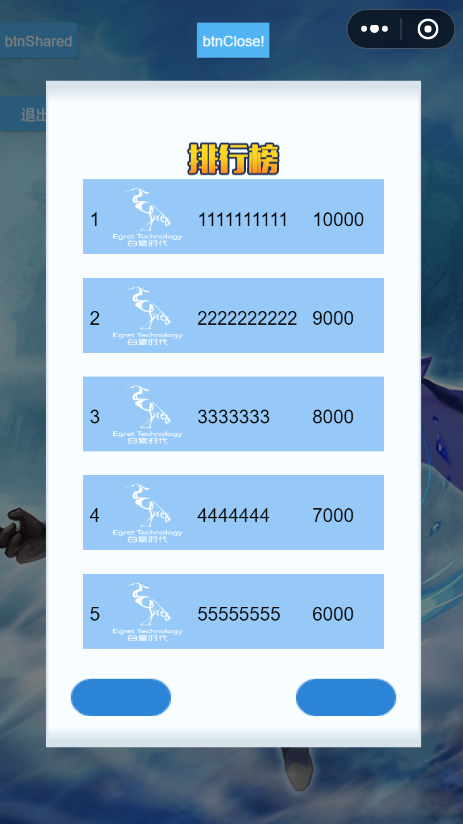 btnShared
btnClose!
退出
排行榜
1 Egret Technology 白鹭时代 1111111111 10000
2 Egret Technology 白鹭时代 2222222222 9000
3 Egret Technology 白鹭时代 3333333 8000
4 Egret Technology 白鹭时代 4444444 7000
5 Egret Technology 白鹭时代 55555555 6000